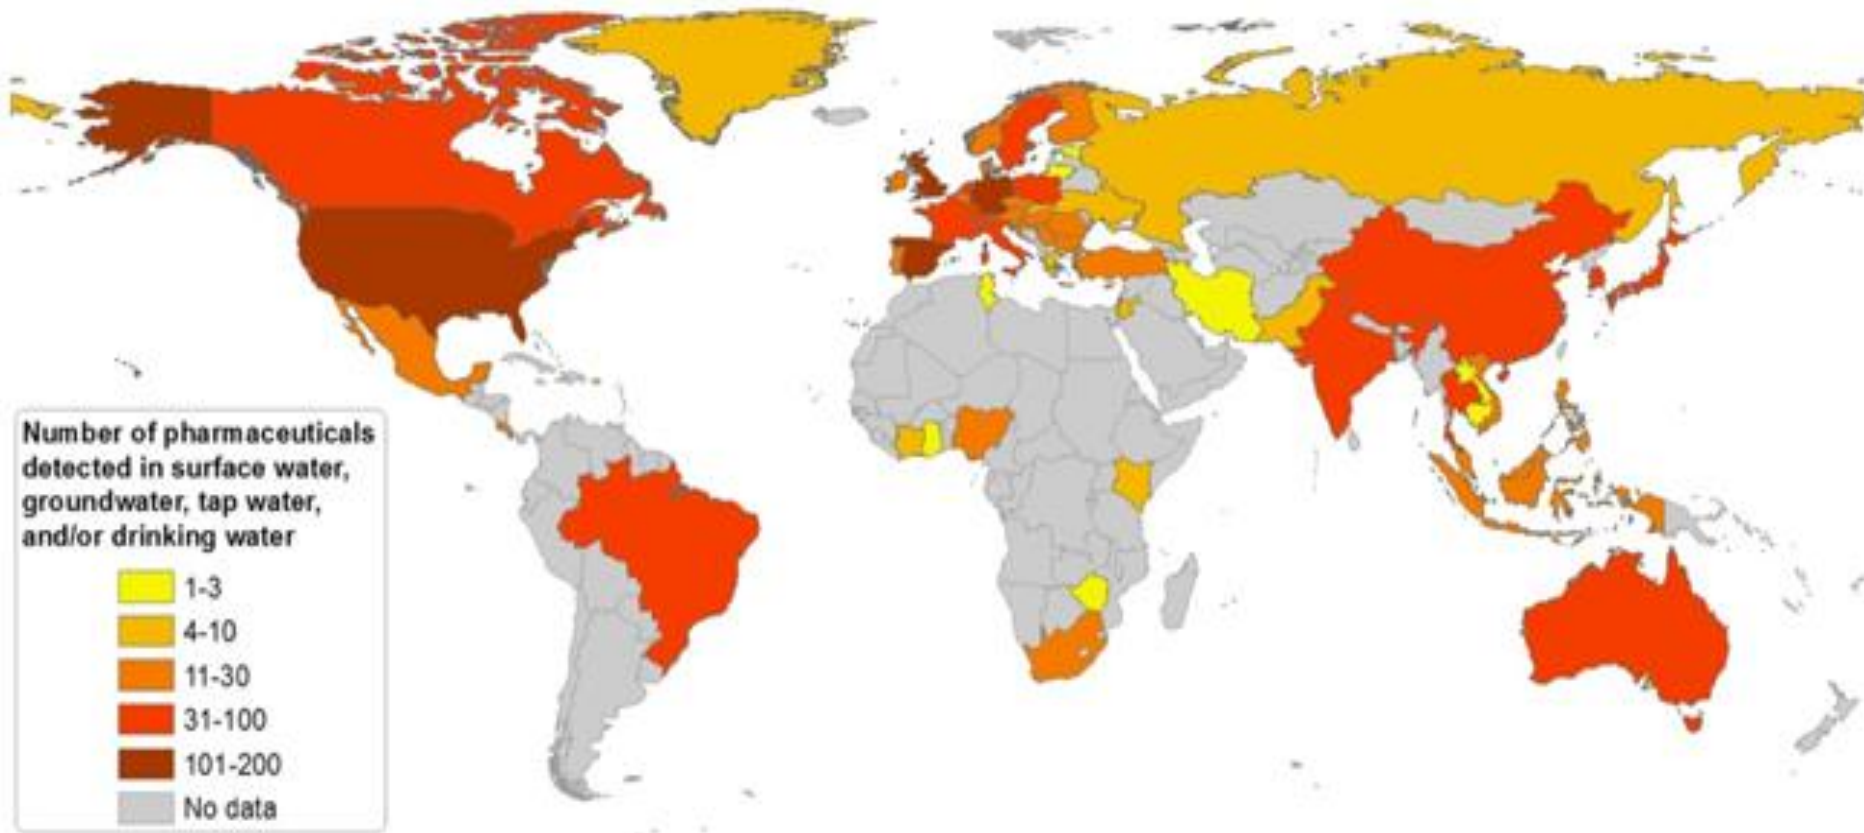 Number of pharmaceuticals
detected in surface water,
groundwater, tap water,
and/or drinking water
1-3
4-10
11-30
31-100
101-200
No data